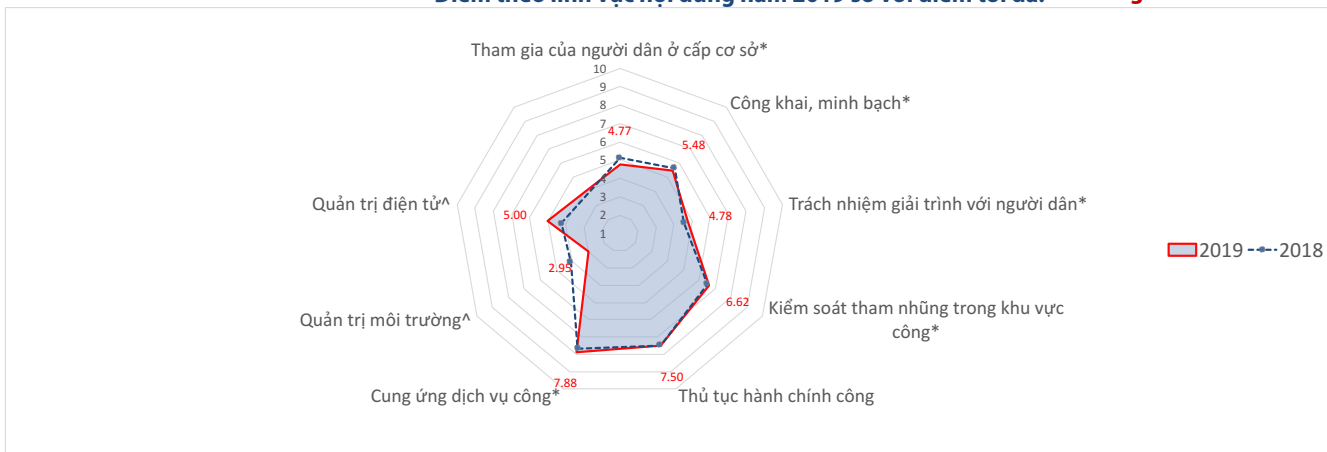 Tham gia của người dân ở cấp cơ sở*
10
9
8
7
6
5
4
3
2
1
4.77
Công khai, minh bạch*
5.48
Trách nhiệm giải trình với người dân*
4.78
Kiểm soát tham nhũng trong khu vực
công*
6.62
Thủ tục hành chính công
7.50
Cung ứng dịch vụ công*
7.88
Quản trị môi trường^
2.95
Quản trị điện tử^
5.00
2019
2018